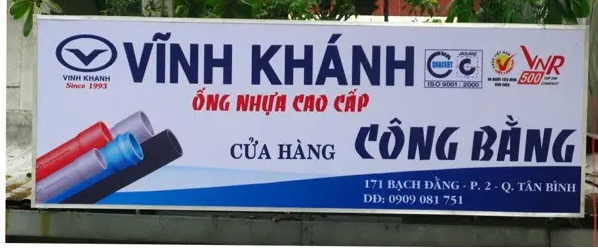 VINH KHANH
Since 1993
VĨNH KHÁNH
ỐNG NHỰA CAO CẤP
QUACERT
ISO 9001 : 2000
VNR
500
CỬA HÀNG CÔNG BẰNG
171 BẠCH ĐẰNG - P. 2 - Q. TÂN BÌNH
DĐ: 0909 081 751